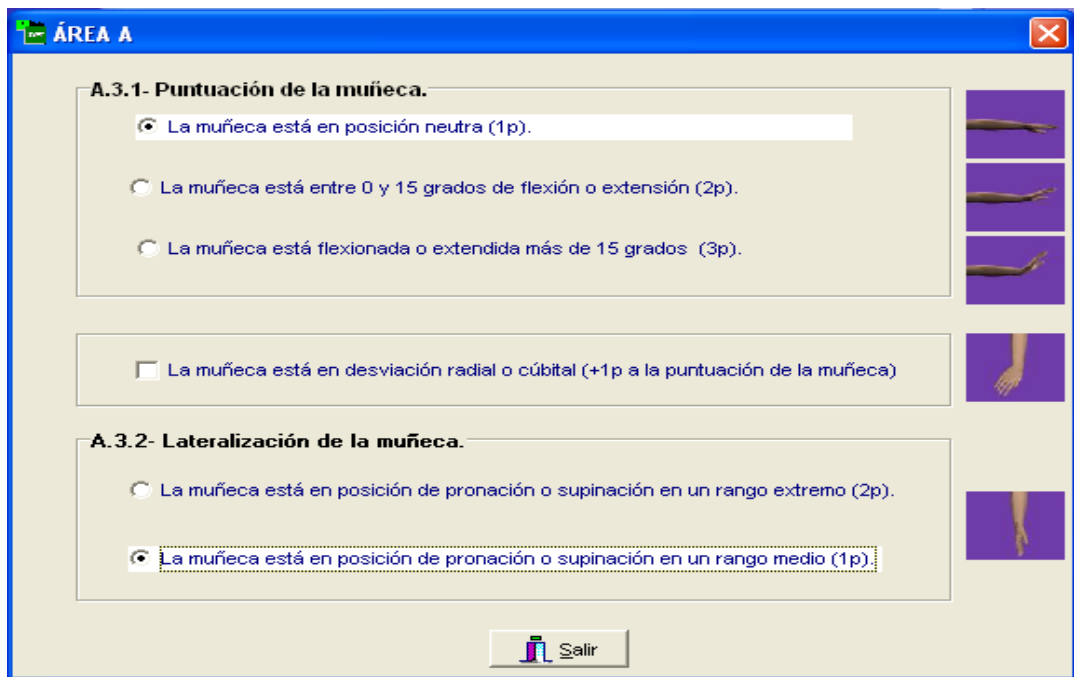 ÁREA A
A.3.1- Puntuación de la muñeca.
La muñeca está en posición neutra (1p).
La muñeca está entre 0 y 15 grados de flexión o extensión (2p).
La muñeca está flexionada o extendida más de 15 grados (3p).
La muñeca está en desviación radial o cúbital (+1p a la puntuación de la muñeca)
A.3.2- Lateralización de la muñeca.
La muñeca está en posición de pronación o supinación en un rango extremo (2p).
La muñeca está en posición de pronación o supinación en un rango medio (1p).
Salir